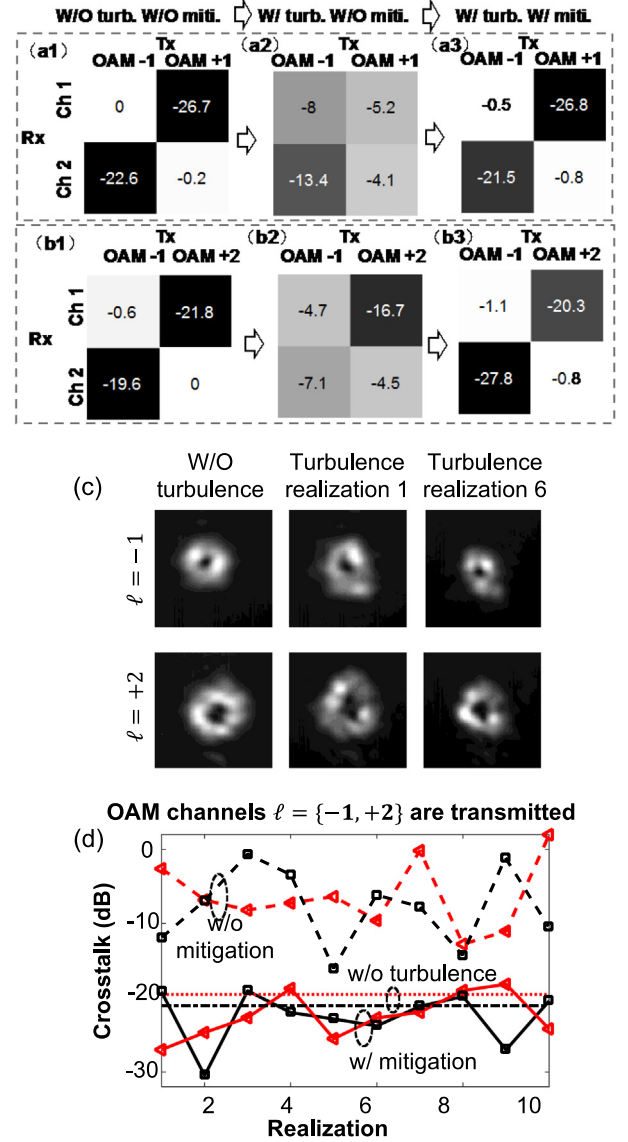 W/O turb. W/O miti. W/ turb. W/O miti. W/ turb. W/ miti.
(a1) Tx (a2) Tx (a3) Tx
OAM -1 OAM +1 OAM -1 OAM +1 OAM -1 OAM +1
Ch 1 0 -26.7 -8 -5.2 -0.5 -26.8
Rx
Ch 2 -22.6 -0.2 -13.4 -4.1 -21.5 -0.8
(b1) Tx (b2) Tx (b3) Tx
OAM -1 OAM +2 OAM -1 OAM +2 OAM -1 OAM +2
Ch 1 -0.6 -21.8 -4.7 -16.7 -1.1 -20.3
Rx
Ch 2 -19.6 0 -7.1 -4.5 -27.8 -0.8
(c)
W/O turbulence
Turbulence realization 1
Turbulence realization 6
ℓ = −1
ℓ = +2
OAM channels ℓ = {−1, +2} are transmitted
(d)
Crosstalk (dB)
0
-10
-20
-30
w/o mitigation
w/o turbulence
w/ mitigation
2 4 6 8 10
Realization